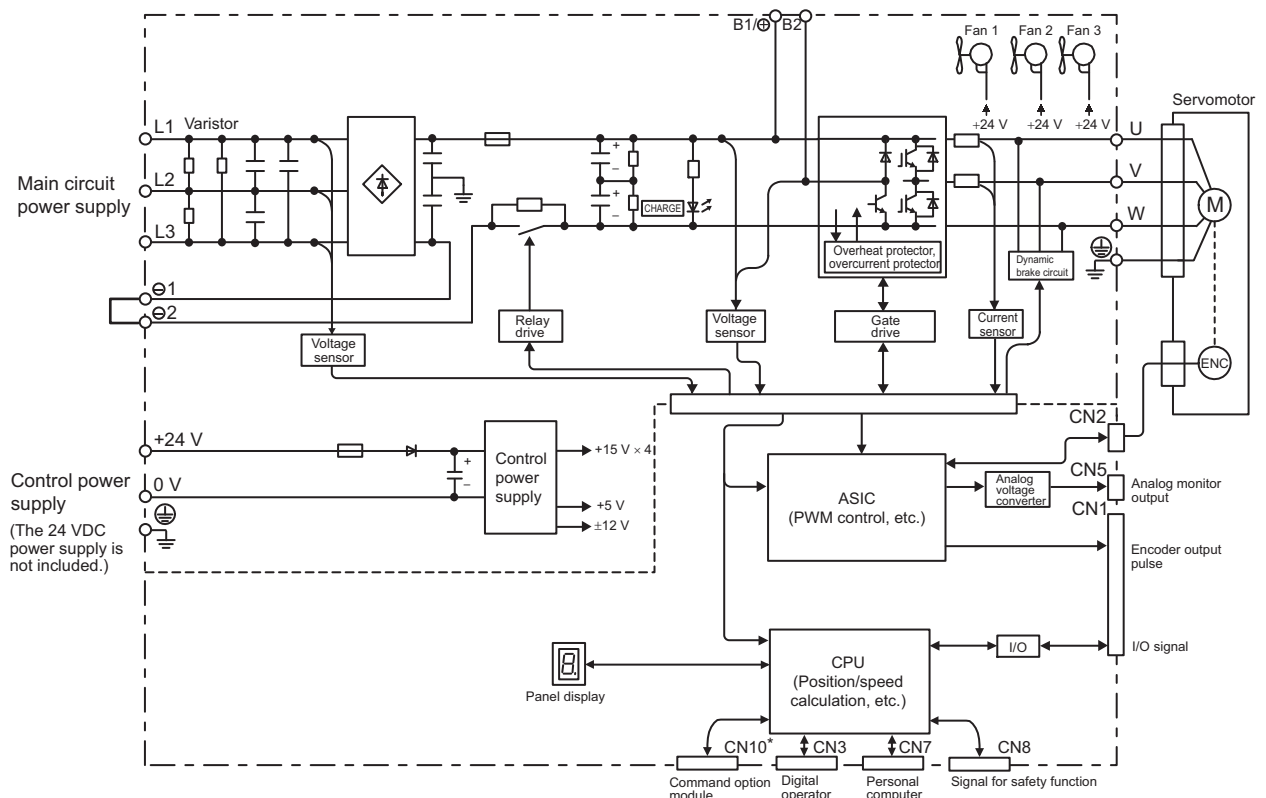 B1/⊕ B2
Fan 1 Fan 2 Fan 3
+24 V +24 V +24 V
Servomotor
L1 Varistor
U
Main circuit
power supply
L2
V
L3
CHARGE
+
–
+
–
W
M
Overheat protector,
overcurrent protector
Dynamic
brake circuit
⊖1
⊖2
Relay
drive
Voltage
sensor
Gate
drive
Current
sensor
Voltage
sensor
ENC
CN2
+24 V
+
–
Control
power
supply
+15 V × 4
+5 V
±12 V
Control power
supply
0 V
(The 24 VDC
power supply is
not included.)
ASIC
(PWM control, etc.)
Analog
voltage
converter
CN5
Analog monitor
output
CN1
Encoder output
pulse
CPU
(Position/speed
calculation, etc.)
I/O
I/O signal
8.
Panel display
CN10* CN3 CN7 CN8
Command option
module
Digital
operator
Personal
computer
Signal for safety function